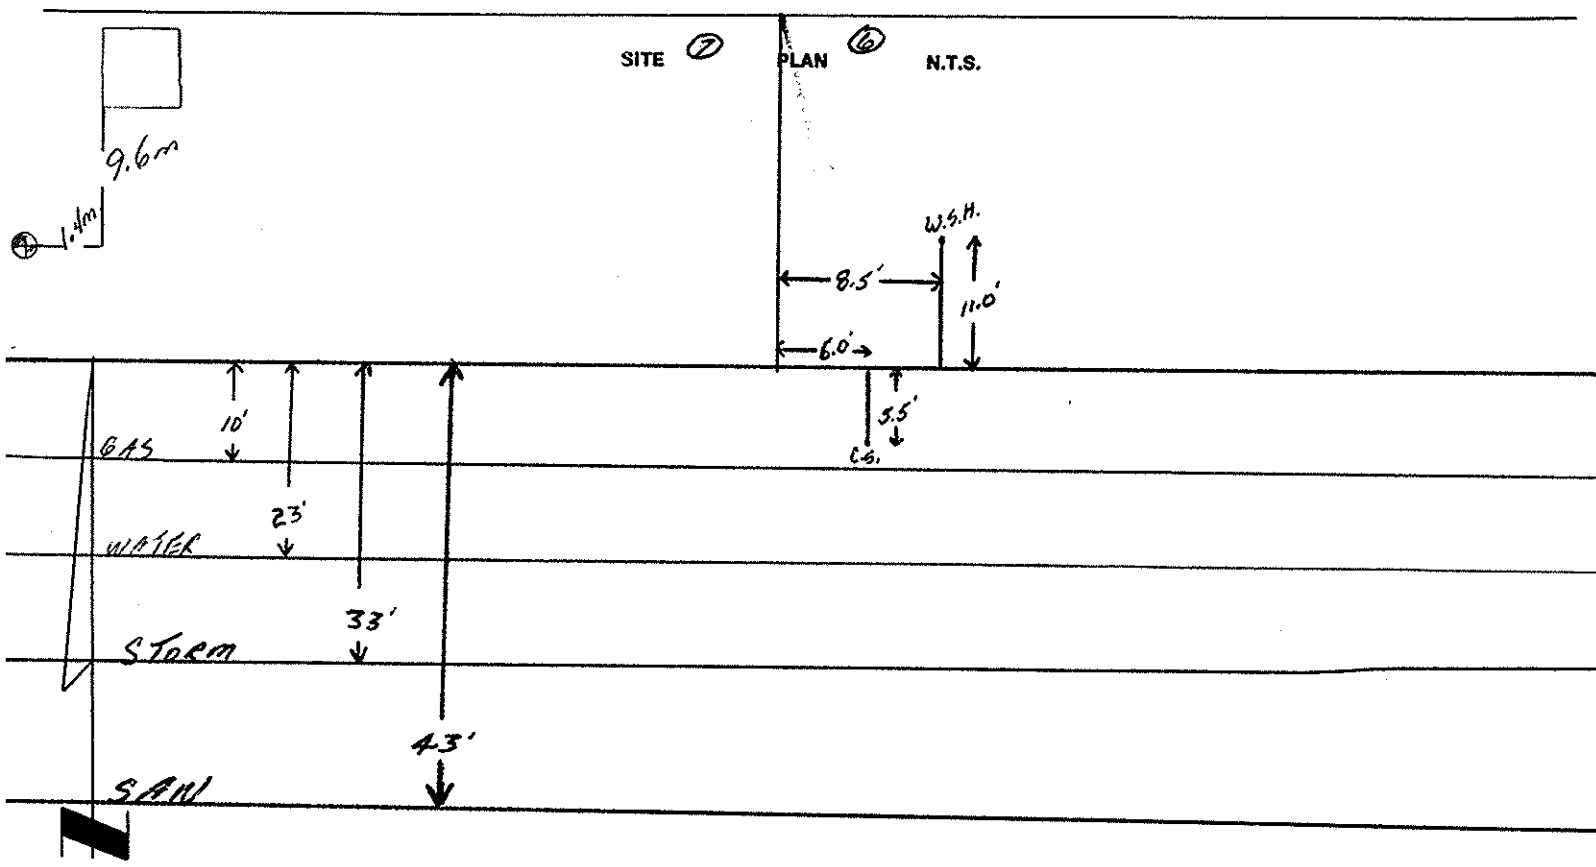 SITE 7 PLAN 6 N.T.S.
9.6m
1.4m
W.S.H.
8.5'
11.0'
6.0'
10'
5.5'
GAS
C.S.
23'
WATER
33'
STORM
43'
SAN